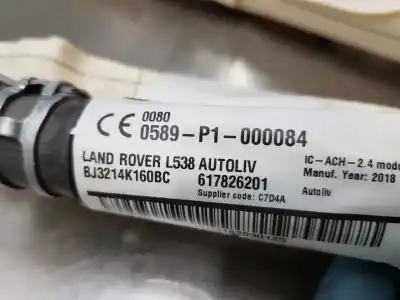 CE 0080
0589-P1-000084
LAND ROVER L538 AUTOLIV
BJ3214K160BC 617826201
Supplier code: C7D4A
IC-ACH-2.4
Manuf. Year: 2018
Autoliv